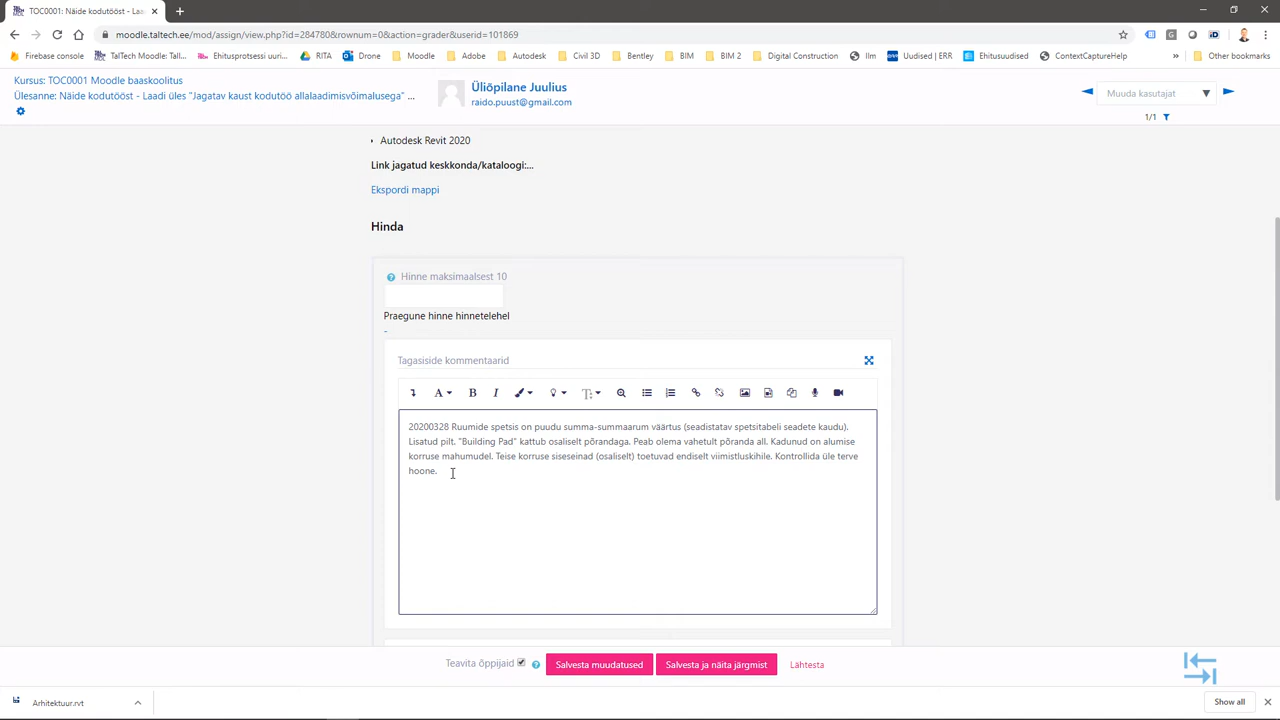 TOC0001: Näide kodutööst - Laa
moodle.taltech.ee/mod/assign/view.php?id=284780&rownum=0&action=grader&userid=101869
Firebase console
TalTech Moodle: Tall...
Ehitusprotsessi uuri...
RITA
Drone
Moodle
Adobe
Autodesk
Civil 3D
Bentley
BIM
BIM 2
Digital Construction
Ilm
Uudised | ERR
Ehitusuudised
ContextCaptureHelp
»
Other bookmarks
Kursus: TOC0001 Moodle baaskoolitus
Ülesanne: Näide kodutööst - Laadi üles "Jagatav kaust kodutöö allalaadimisvõimalusega" ...
Üliõpilane Juulius
raido.puust@gmail.com
Muuda kasutajat
1/1
Autodesk Revit 2020
Link jagatud keskkonda/kataloogi:...
Ekspordi mappi
Hinda
Hinne maksimaalsest 10
Praegune hinne hinnetelehel
-
Tagasiside kommentaarid
20200328 Ruumide spetsis on puudu summa-summaarum väärtus (seadistatav spetsitabeli seadete kaudu).
Lisatud pilt. "Building Pad" kattub osaliselt põrandaga. Peab olema vahetult põranda all. Kadunud on alumise
korruse mahumudel. Teise korruse siseseinad (osaliselt) toetuvad endiselt viimistluskihile. Kontrollida üle terve
hoone.
Teavita õppijaid
Salvesta muudatused
Salvesta ja näita järgmist
Lähtesta
Arhitektuur.rvt
Show all